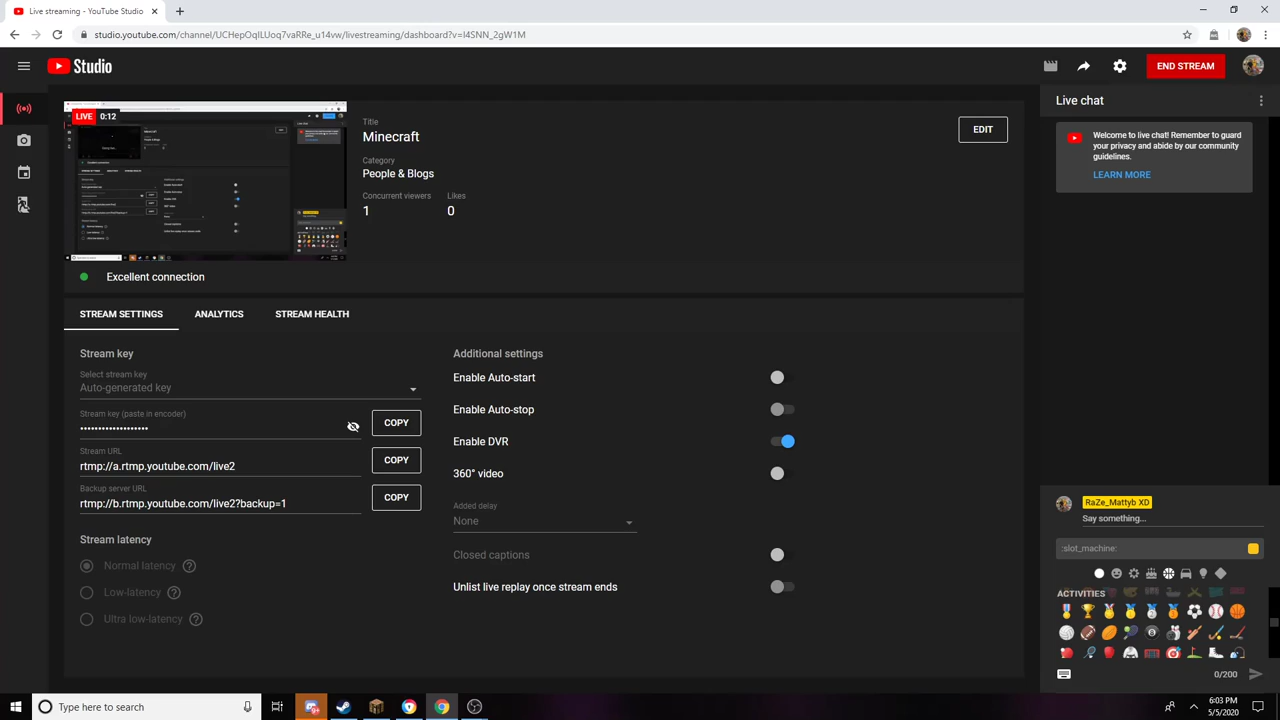 Live streaming - YouTube Studio
studio.youtube.com/channel/UCHepOqILUoq7vaRRe_u14vw/livestreaming/dashboard?v=I4SNN_2gW1M
Studio
END STREAM
LIVE 0:12
Title
Minecraft
EDIT
Category
People & Blogs
Concurrent viewers
Likes
1
0
Excellent connection
STREAM SETTINGS
ANALYTICS
STREAM HEALTH
Stream key
Select stream key
Auto-generated key
Stream key (paste in encoder)
••••••••••••••••••
COPY
Stream URL
rtmp://a.rtmp.youtube.com/live2
COPY
Backup server URL
rtmp://b.rtmp.youtube.com/live2?backup=1
COPY
Stream latency
Normal latency
Low-latency
Ultra low-latency
Additional settings
Enable Auto-start
Enable Auto-stop
Enable DVR
360° video
Added delay
None
Closed captions
Unlist live replay once stream ends
Live chat
Welcome to live chat! Remember to guard
your privacy and abide by our community
guidelines.
LEARN MORE
RaZe_Mattyb XD
Say something...
:slot_machine:
ACTIVITIES
0/200
Type here to search
6:03 PM
5/5/2020